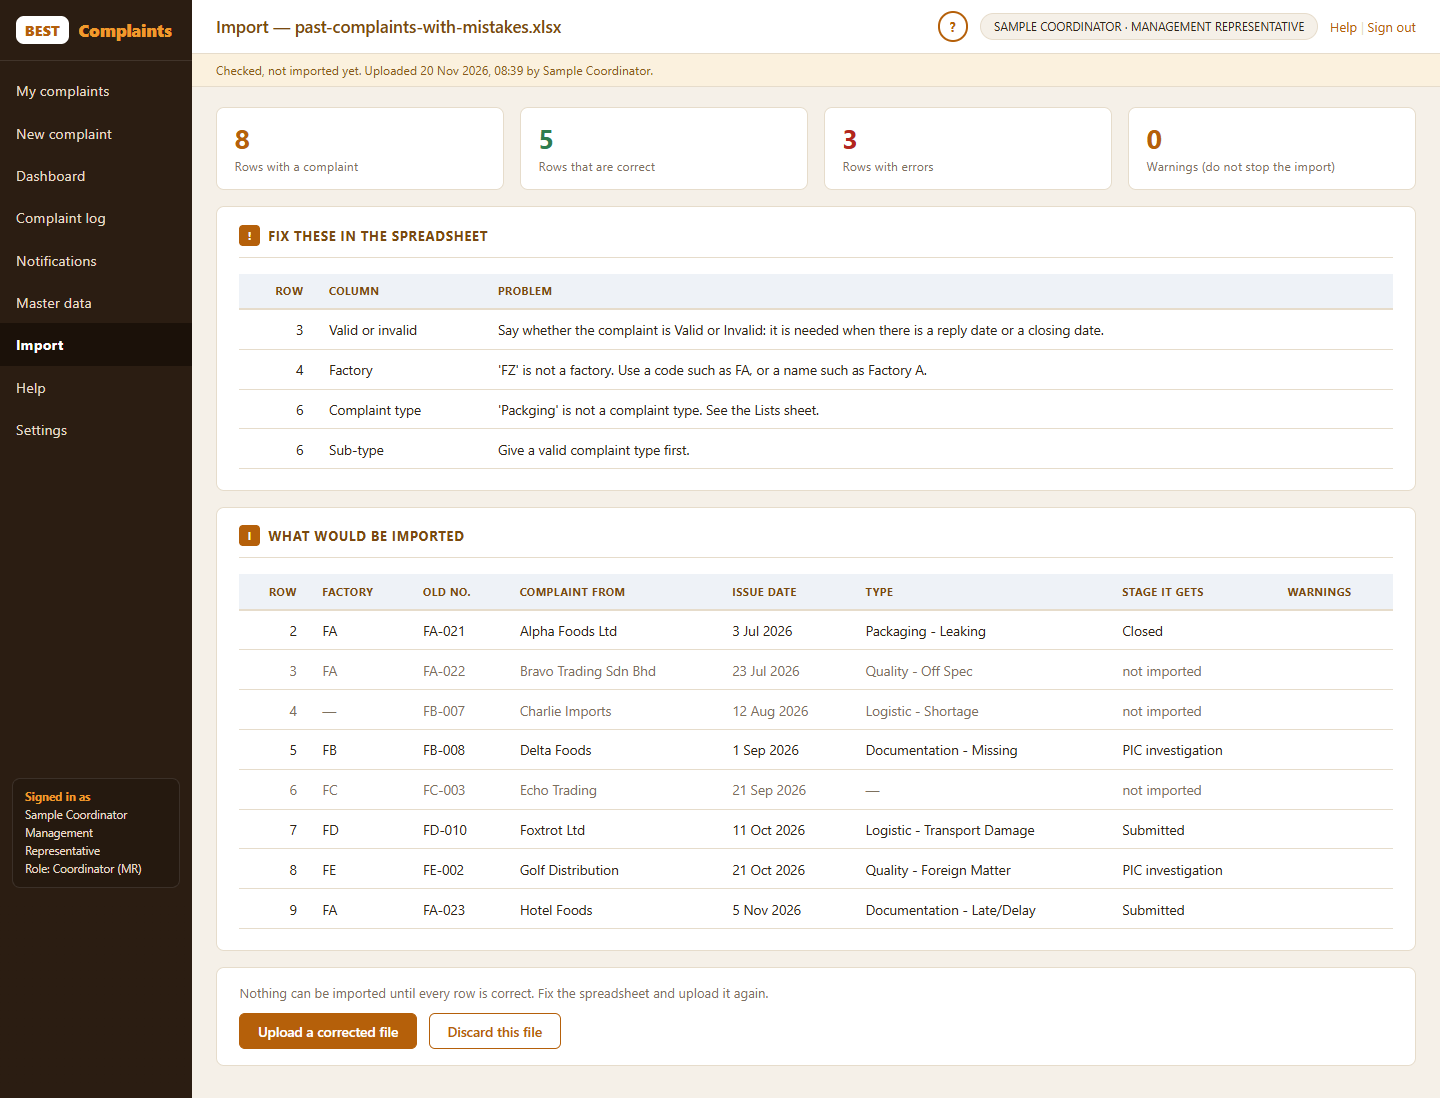 BEST Complaints
My complaints
New complaint
Dashboard
Complaint log
Notifications
Master data
Import
Help
Settings
Signed in as
Sample Coordinator
Management
Representative
Role: Coordinator (MR)
Import — past-complaints-with-mistakes.xlsx
?
SAMPLE COORDINATOR · MANAGEMENT REPRESENTATIVE
Help | Sign out
Checked, not imported yet. Uploaded 20 Nov 2026, 08:39 by Sample Coordinator.
8
Rows with a complaint
5
Rows that are correct
3
Rows with errors
0
Warnings (do not stop the import)
! FIX THESE IN THE SPREADSHEET
ROW COLUMN PROBLEM
3 Valid or invalid Say whether the complaint is Valid or Invalid: it is needed when there is a reply date or a closing date.
4 Factory 'FZ' is not a factory. Use a code such as FA, or a name such as Factory A.
6 Complaint type 'Packging' is not a complaint type. See the Lists sheet.
6 Sub-type Give a valid complaint type first.
I WHAT WOULD BE IMPORTED
ROW FACTORY OLD NO. COMPLAINT FROM ISSUE DATE TYPE STAGE IT GETS WARNINGS
2 FA FA-021 Alpha Foods Ltd 3 Jul 2026 Packaging - Leaking Closed
3 FA FA-022 Bravo Trading Sdn Bhd 23 Jul 2026 Quality - Off Spec not imported
4 — FB-007 Charlie Imports 12 Aug 2026 Logistic - Shortage not imported
5 FB FB-008 Delta Foods 1 Sep 2026 Documentation - Missing PIC investigation
6 FC FC-003 Echo Trading 21 Sep 2026 — not imported
7 FD FD-010 Foxtrot Ltd 11 Oct 2026 Logistic - Transport Damage Submitted
8 FE FE-002 Golf Distribution 21 Oct 2026 Quality - Foreign Matter PIC investigation
9 FA FA-023 Hotel Foods 5 Nov 2026 Documentation - Late/Delay Submitted
Nothing can be imported until every row is correct. Fix the spreadsheet and upload it again.
Upload a corrected file
Discard this file